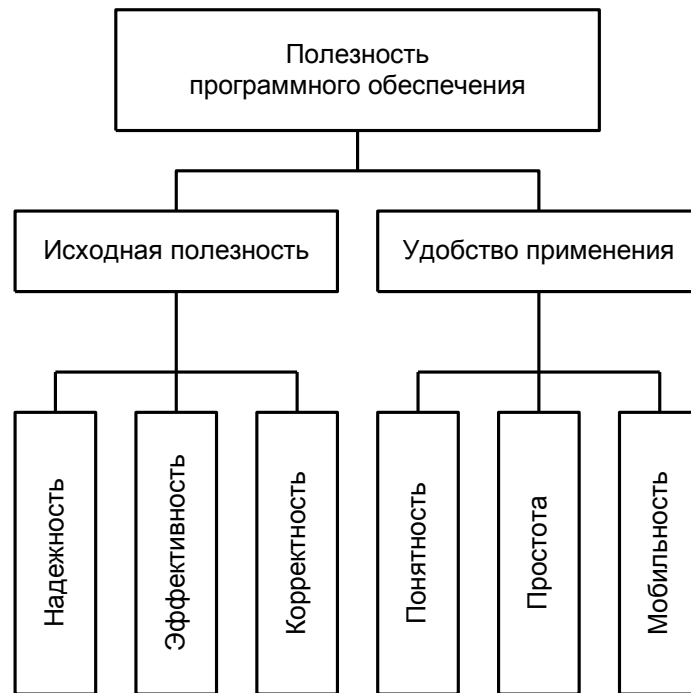 Полезность
программного обеспечения
Исходная полезность
Удобство применения
Надежность
Эффективность
Корректность
Понятность
Простота
Мобильность